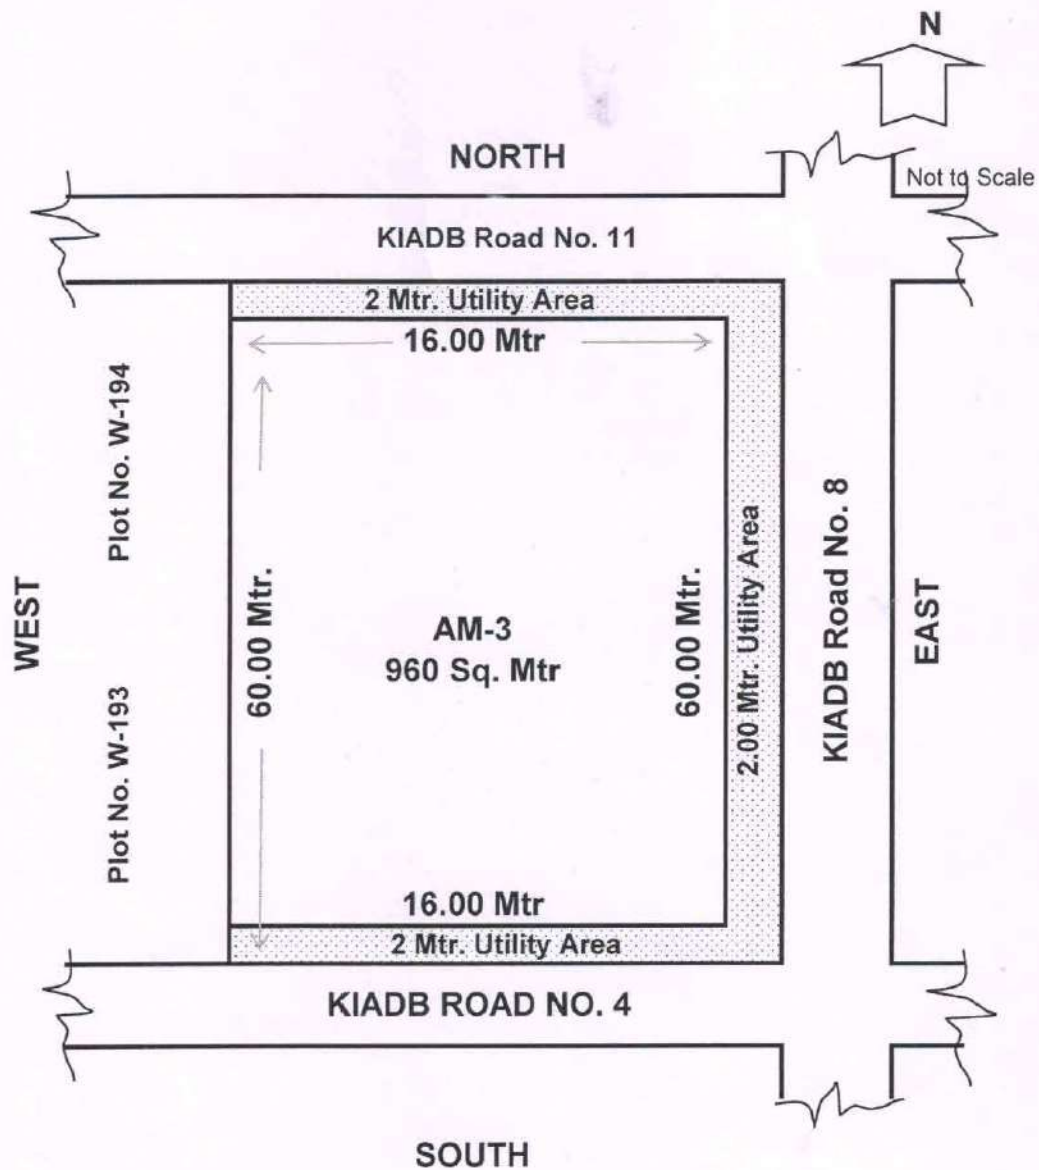 N
NORTH
Not to Scale
KIADB Road No. 11
2 Mtr. Utility Area
16.00 Mtr
Plot No. W-194
Plot No. W-193
WEST
60.00 Mtr.
AM-3
960 Sq. Mtr
60.00 Mtr.
2.00 Mtr. Utility Area
KIADB Road No. 8
EAST
16.00 Mtr
2 Mtr. Utility Area
KIADB ROAD NO. 4
SOUTH